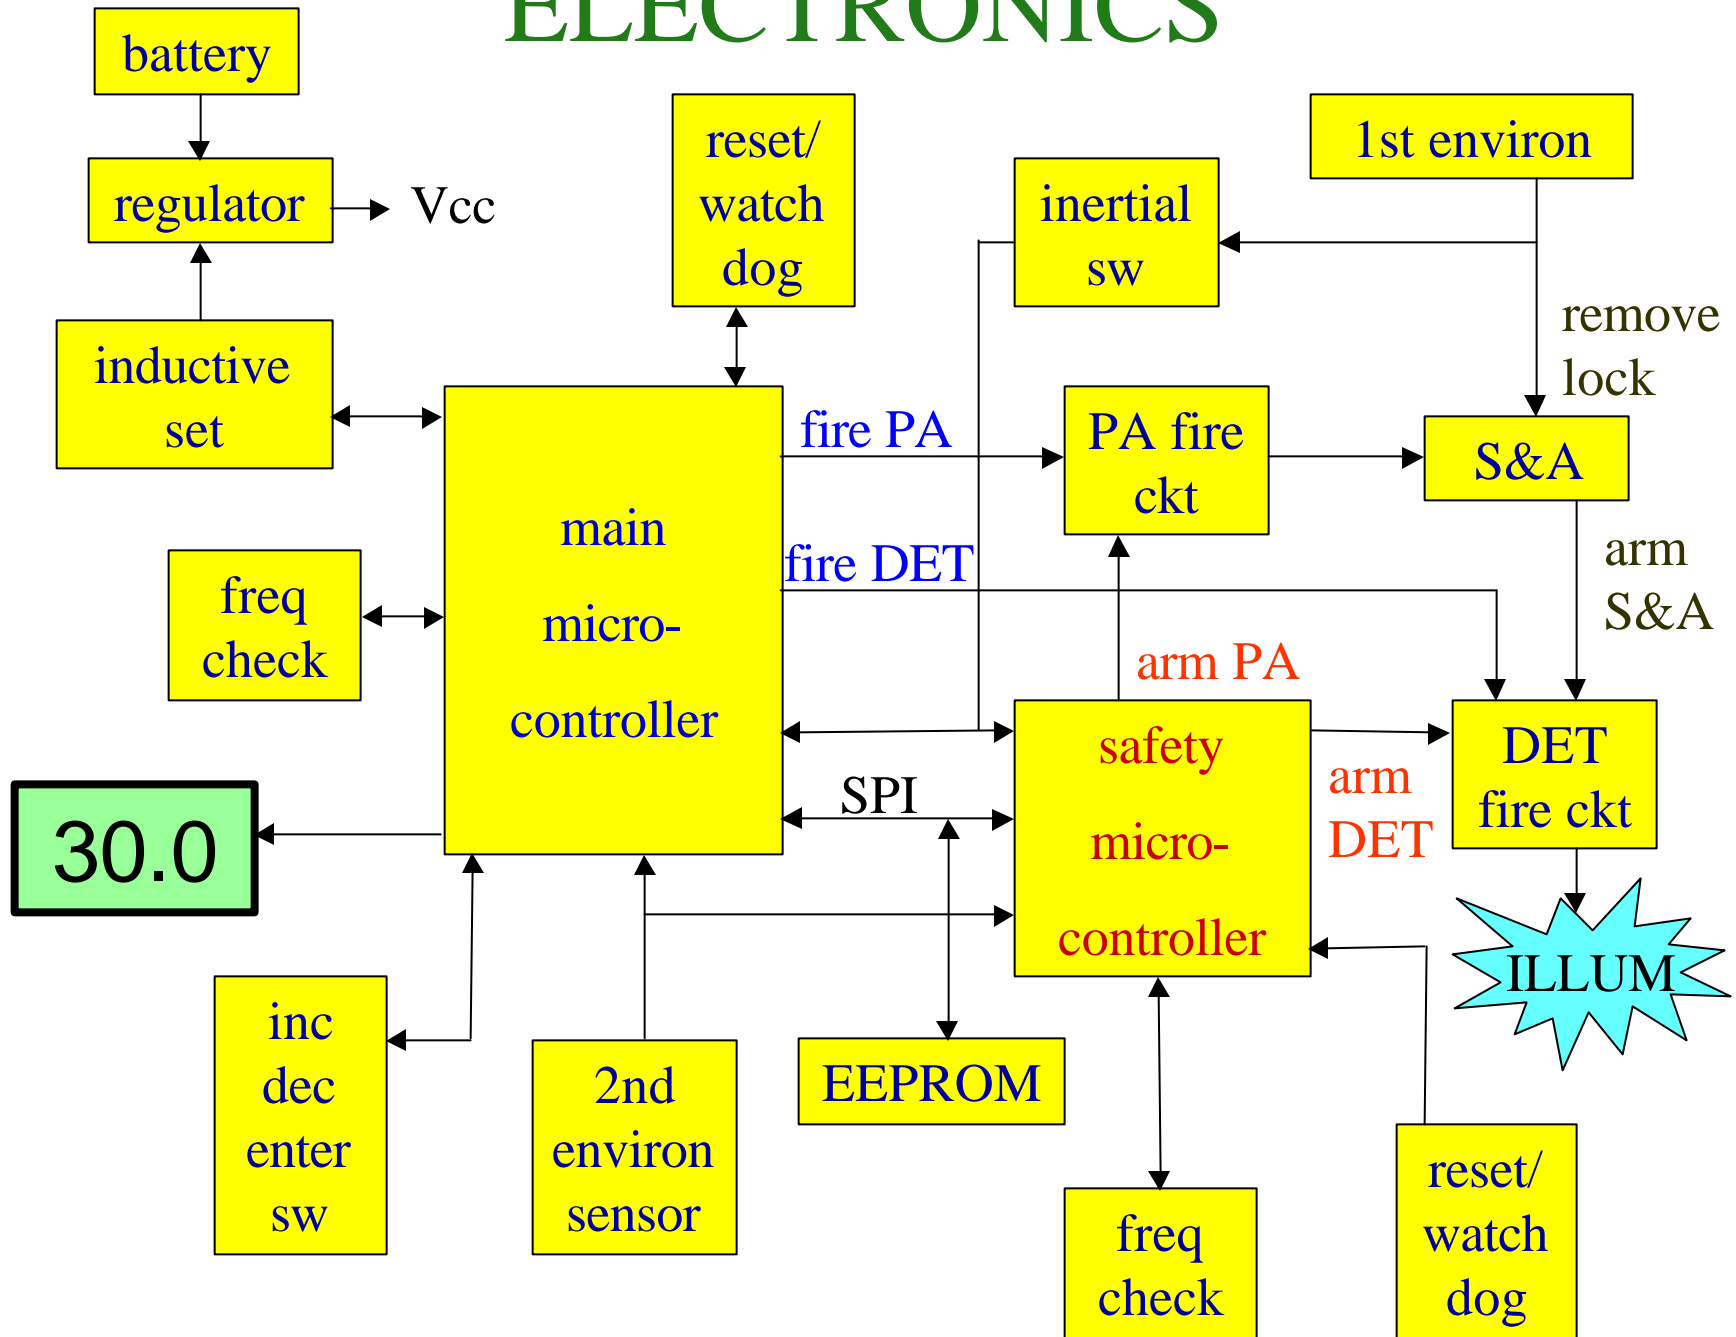 ELECTRONICS
battery
regulator
Vcc
inductive
set
reset/
watch
dog
inertial
sw
1st environ
remove
lock
fire PA
PA fire
ckt
S&A
main
micro-
controller
fire DET
arm
S&A
freq
check
arm PA
safety
micro-
controller
SPI
arm
DET
DET
fire ckt
30.0
ILLUM
inc
dec
enter
sw
2nd
environ
sensor
EEPROM
freq
check
reset/
watch
dog